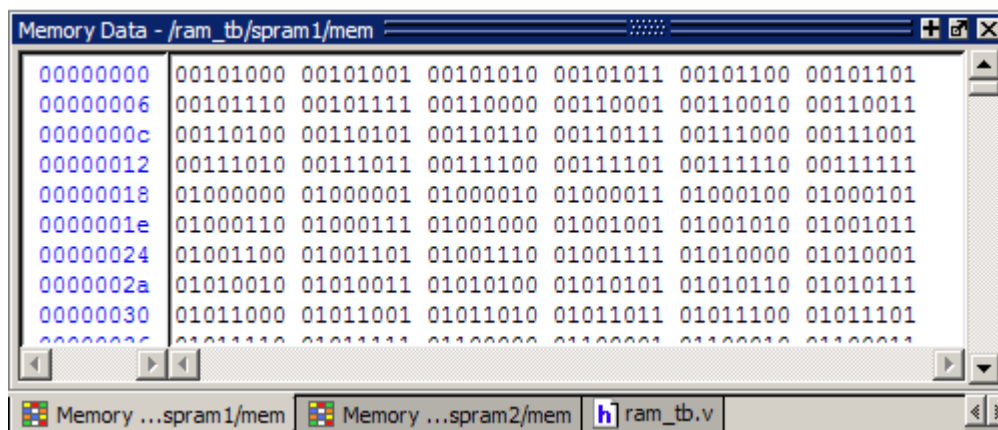 Memory Data - /ram_tb/spram1/mem
00000000 00101000 00101001 00101010 00101011 00101100 00101101
00000006 00101110 00101111 00110000 00110001 00110010 00110011
0000000c 00110100 00110101 00110110 00110111 00111000 00111001
00000012 00111010 00111011 00111100 00111101 00111110 00111111
00000018 01000000 01000001 01000010 01000011 01000100 01000101
0000001e 01000110 01000111 01001000 01001001 01001010 01001011
00000024 01001100 01001101 01001110 01001111 01010000 01010001
0000002a 01010010 01010011 01010100 01010101 01010110 01010111
00000030 01011000 01011001 01011010 01011011 01011100 01011101
Memory ...spram1/mem Memory ...spram2/mem h ram_tb.v